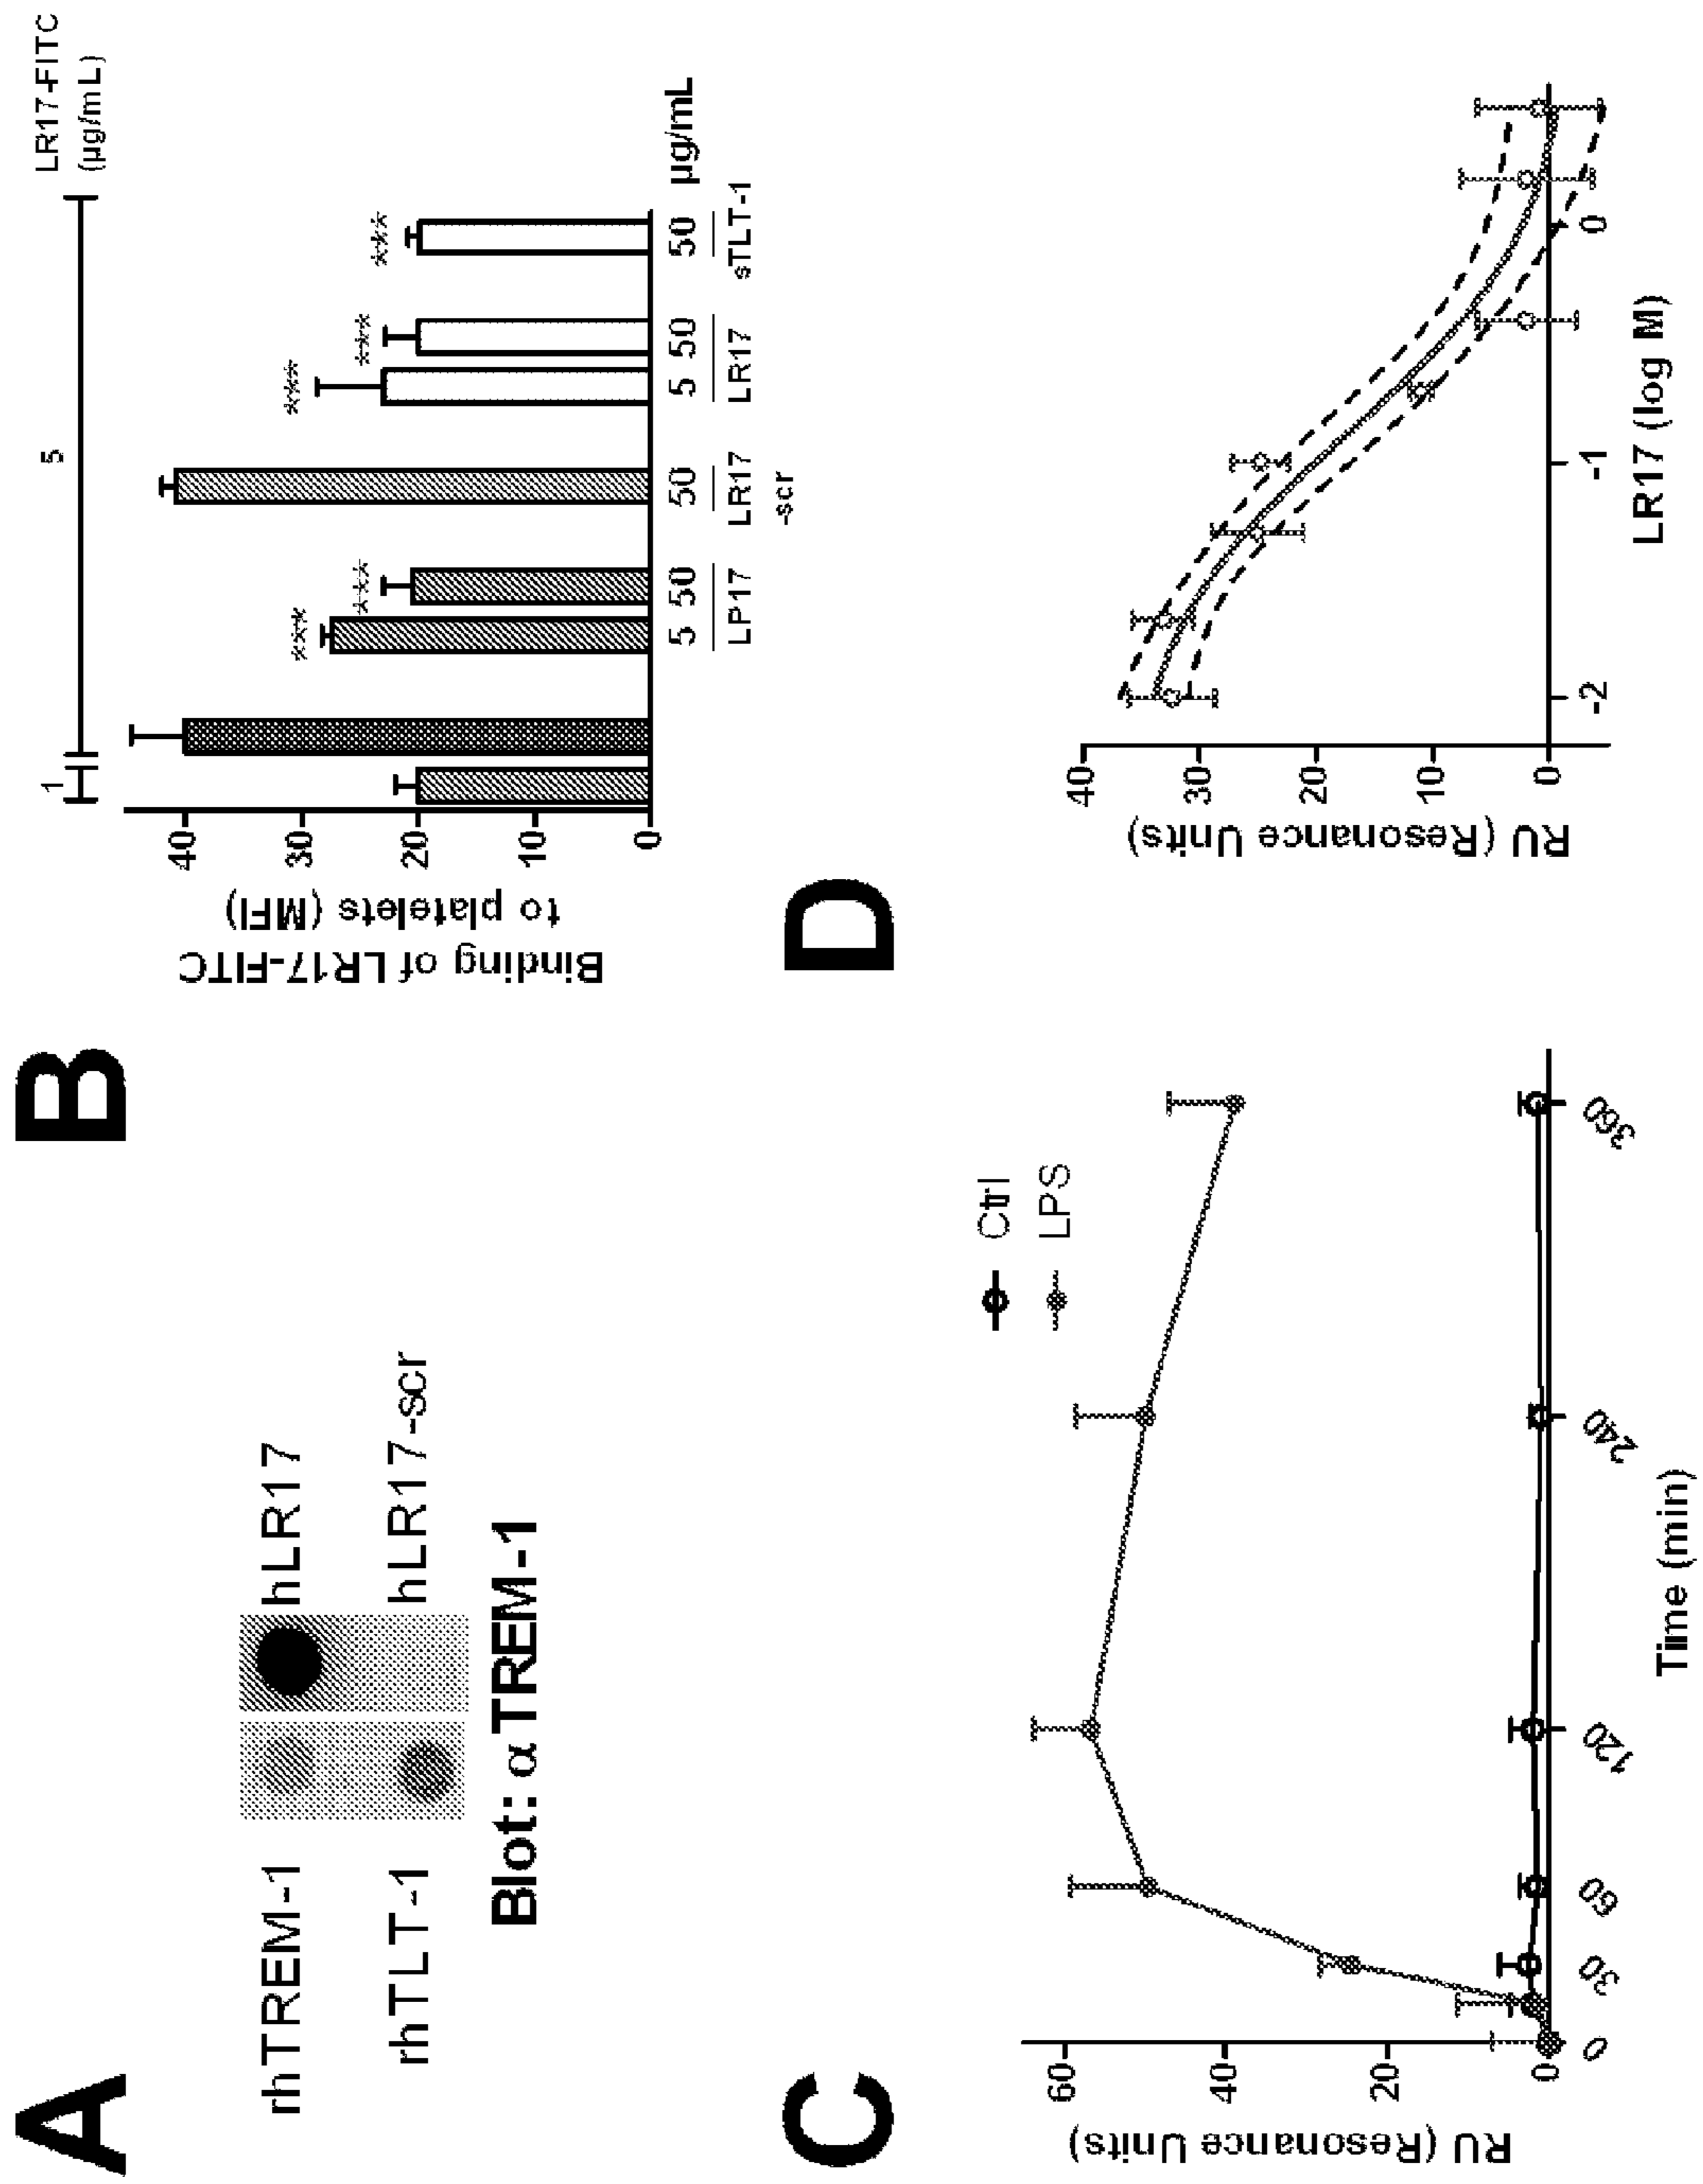 A
rhTREM-1
hLR17
rhTLT-1
hLR17-scr
Blot: α TREM-1
B
LR17-FITC
(µg/mL)
1
5
Binding of LR17-FITC
to platelets (MFI)
40
30
20
10
0
***
***
***
***
***
5 50 50 5 50 50 µg/mL
LP17 LR17 LR17 sTLT-1
-scr
C
RU (Resonance Units)
60
40
20
0
Ctrl
LPS
0 30 60 120 240 360
Time (min)
D
RU (Resonance Units)
40
30
20
10
0
-2 -1 0
LR17 (log M)